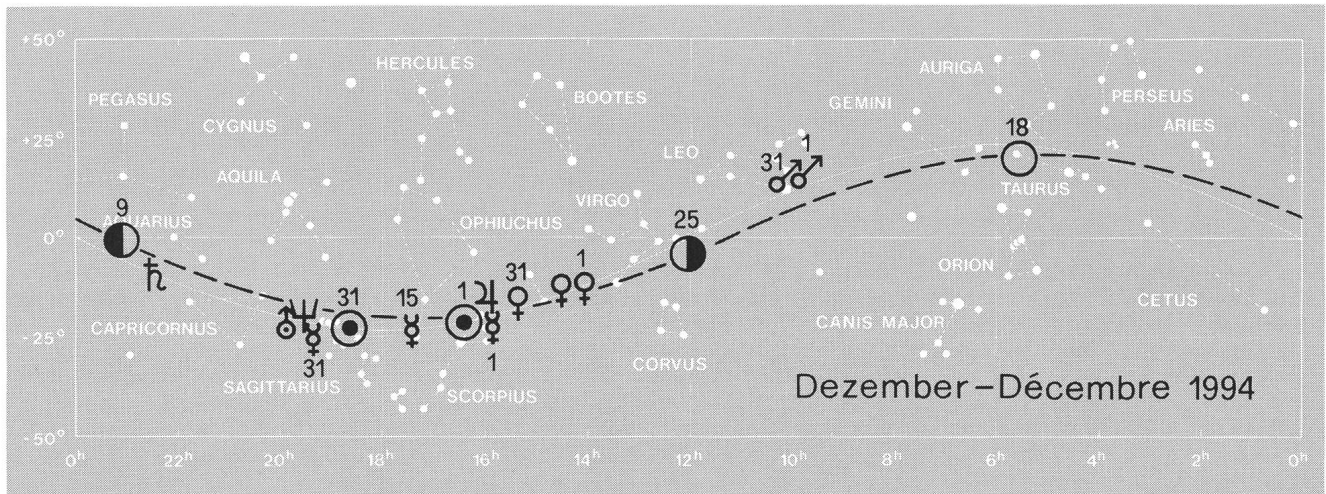 +50°
HERCULES
AURIGA
PEGASUS
BOOTES
GEMINI
PERSEUS
+25°
CYGNUS
18
ARIES
1
LEO
31
AQUILA
TAURUS
VIRGO
9
AQUARIUS
OPHIUCHUS
25
0°
1
31
ORION
31
15
1
CETUS
CAPRICORNUS
CANIS MAJOR
-25°
31
1
CORVUS
SAGITTARIUS
SCORPIUS
Dezember–Décembre 1994
-50°
0h 22h 20h 18h 16h 14h 12h 10h 8h 6h 4h 2h 0h